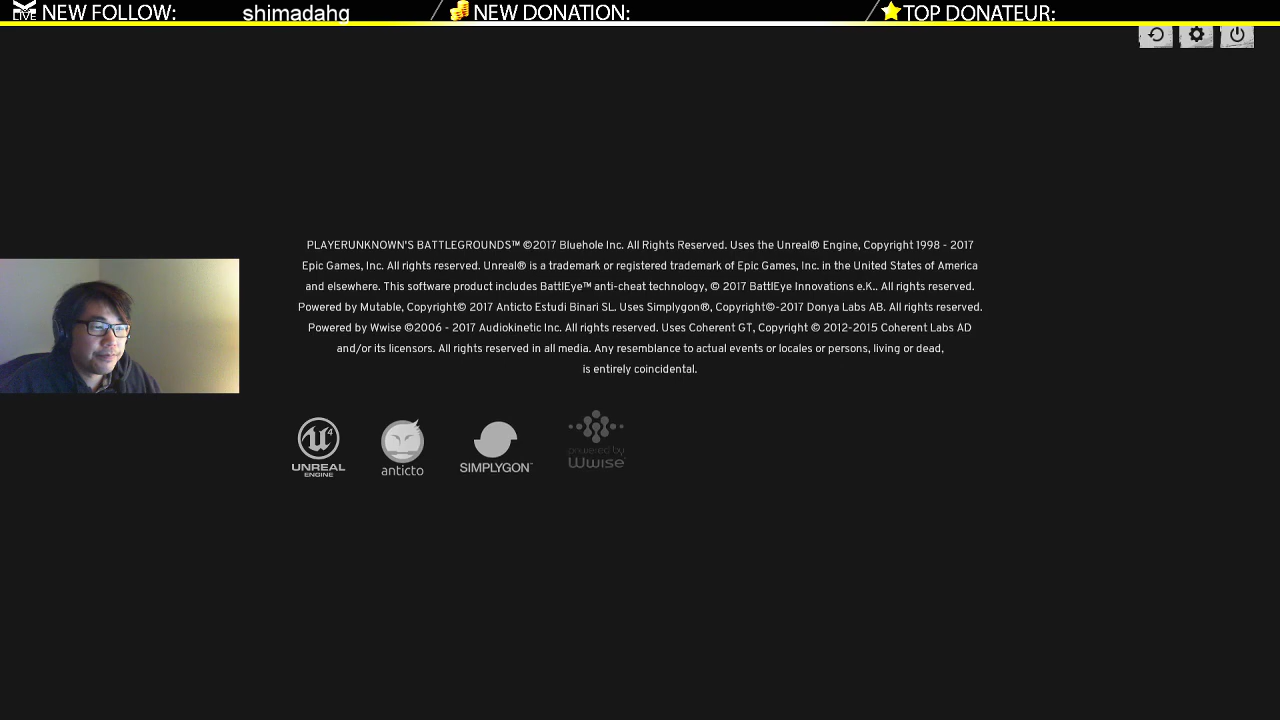 LIVE NEW FOLLOW: shimadahg NEW DONATION: TOP DONATEUR:
PLAYERUNKNOWN'S BATTLEGROUNDS™ ©2017 Bluehole Inc. All Rights Reserved. Uses the Unreal® Engine, Copyright 1998 - 2017
Epic Games, Inc. All rights reserved. Unreal® is a trademark or registered trademark of Epic Games, Inc. in the United States of America
and elsewhere. This software product includes BattlEye™ anti-cheat technology, © 2017 BattlEye Innovations e.K.. All rights reserved.
Powered by Mutable, Copyright© 2017 Anticto Estudi Binari SL. Uses Simplygon®, Copyright©-2017 Donya Labs AB. All rights reserved.
Powered by Wwise ©2006 - 2017 Audiokinetic Inc. All rights reserved. Uses Coherent GT, Copyright © 2012-2015 Coherent Labs AD
and/or its licensors. All rights reserved in all media. Any resemblance to actual events or locales or persons, living or dead,
is entirely coincidental.
UNREAL
ENGINE
anticto
SIMPLYGON™
powered by
Wwise